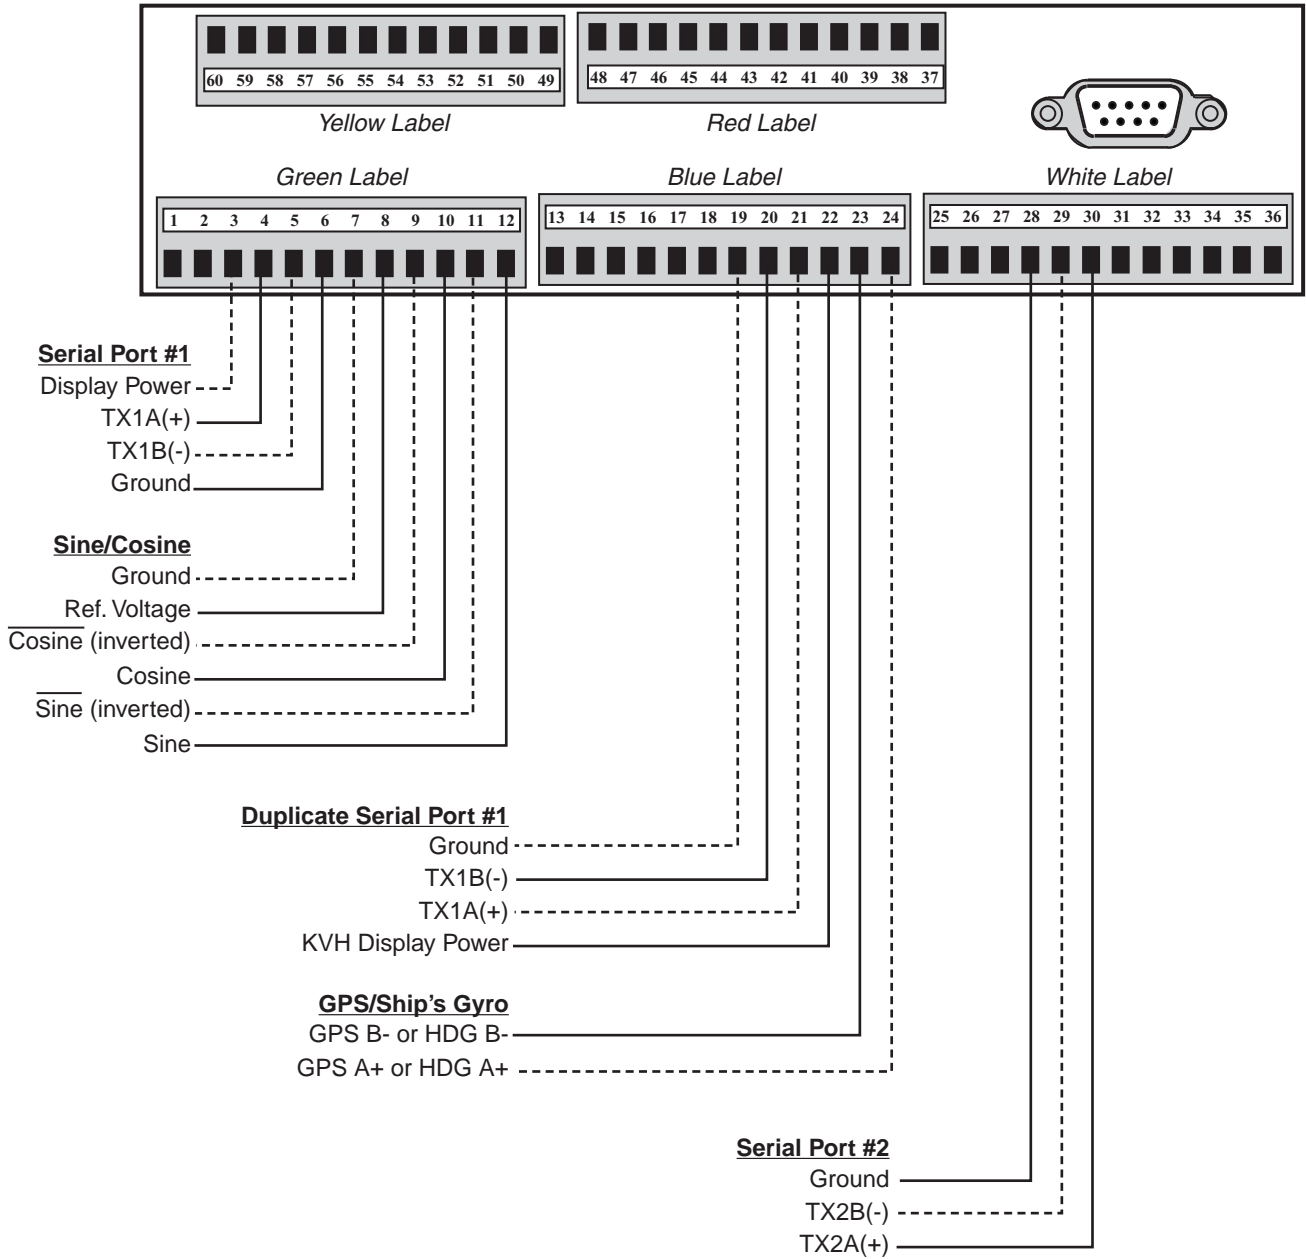 60 59 58 57 56 55 54 53 52 51 50 49
48 47 46 45 44 43 42 41 40 39 38 37
Yellow Label
Red Label
Green Label
Blue Label
White Label
1 2 3 4 5 6 7 8 9 10 11 12
13 14 15 16 17 18 19 20 21 22 23 24
25 26 27 28 29 30 31 32 33 34 35 36
Serial Port #1
Display Power
TX1A(+)
TX1B(-)
Ground
Sine/Cosine
Ground
Ref. Voltage
Cosine (inverted)
Cosine
Sine (inverted)
Sine
Duplicate Serial Port #1
Ground
TX1B(-)
TX1A(+)
KVH Display Power
GPS/Ship's Gyro
GPS B- or HDG B-
GPS A+ or HDG A+
Serial Port #2
Ground
TX2B(-)
TX2A(+)